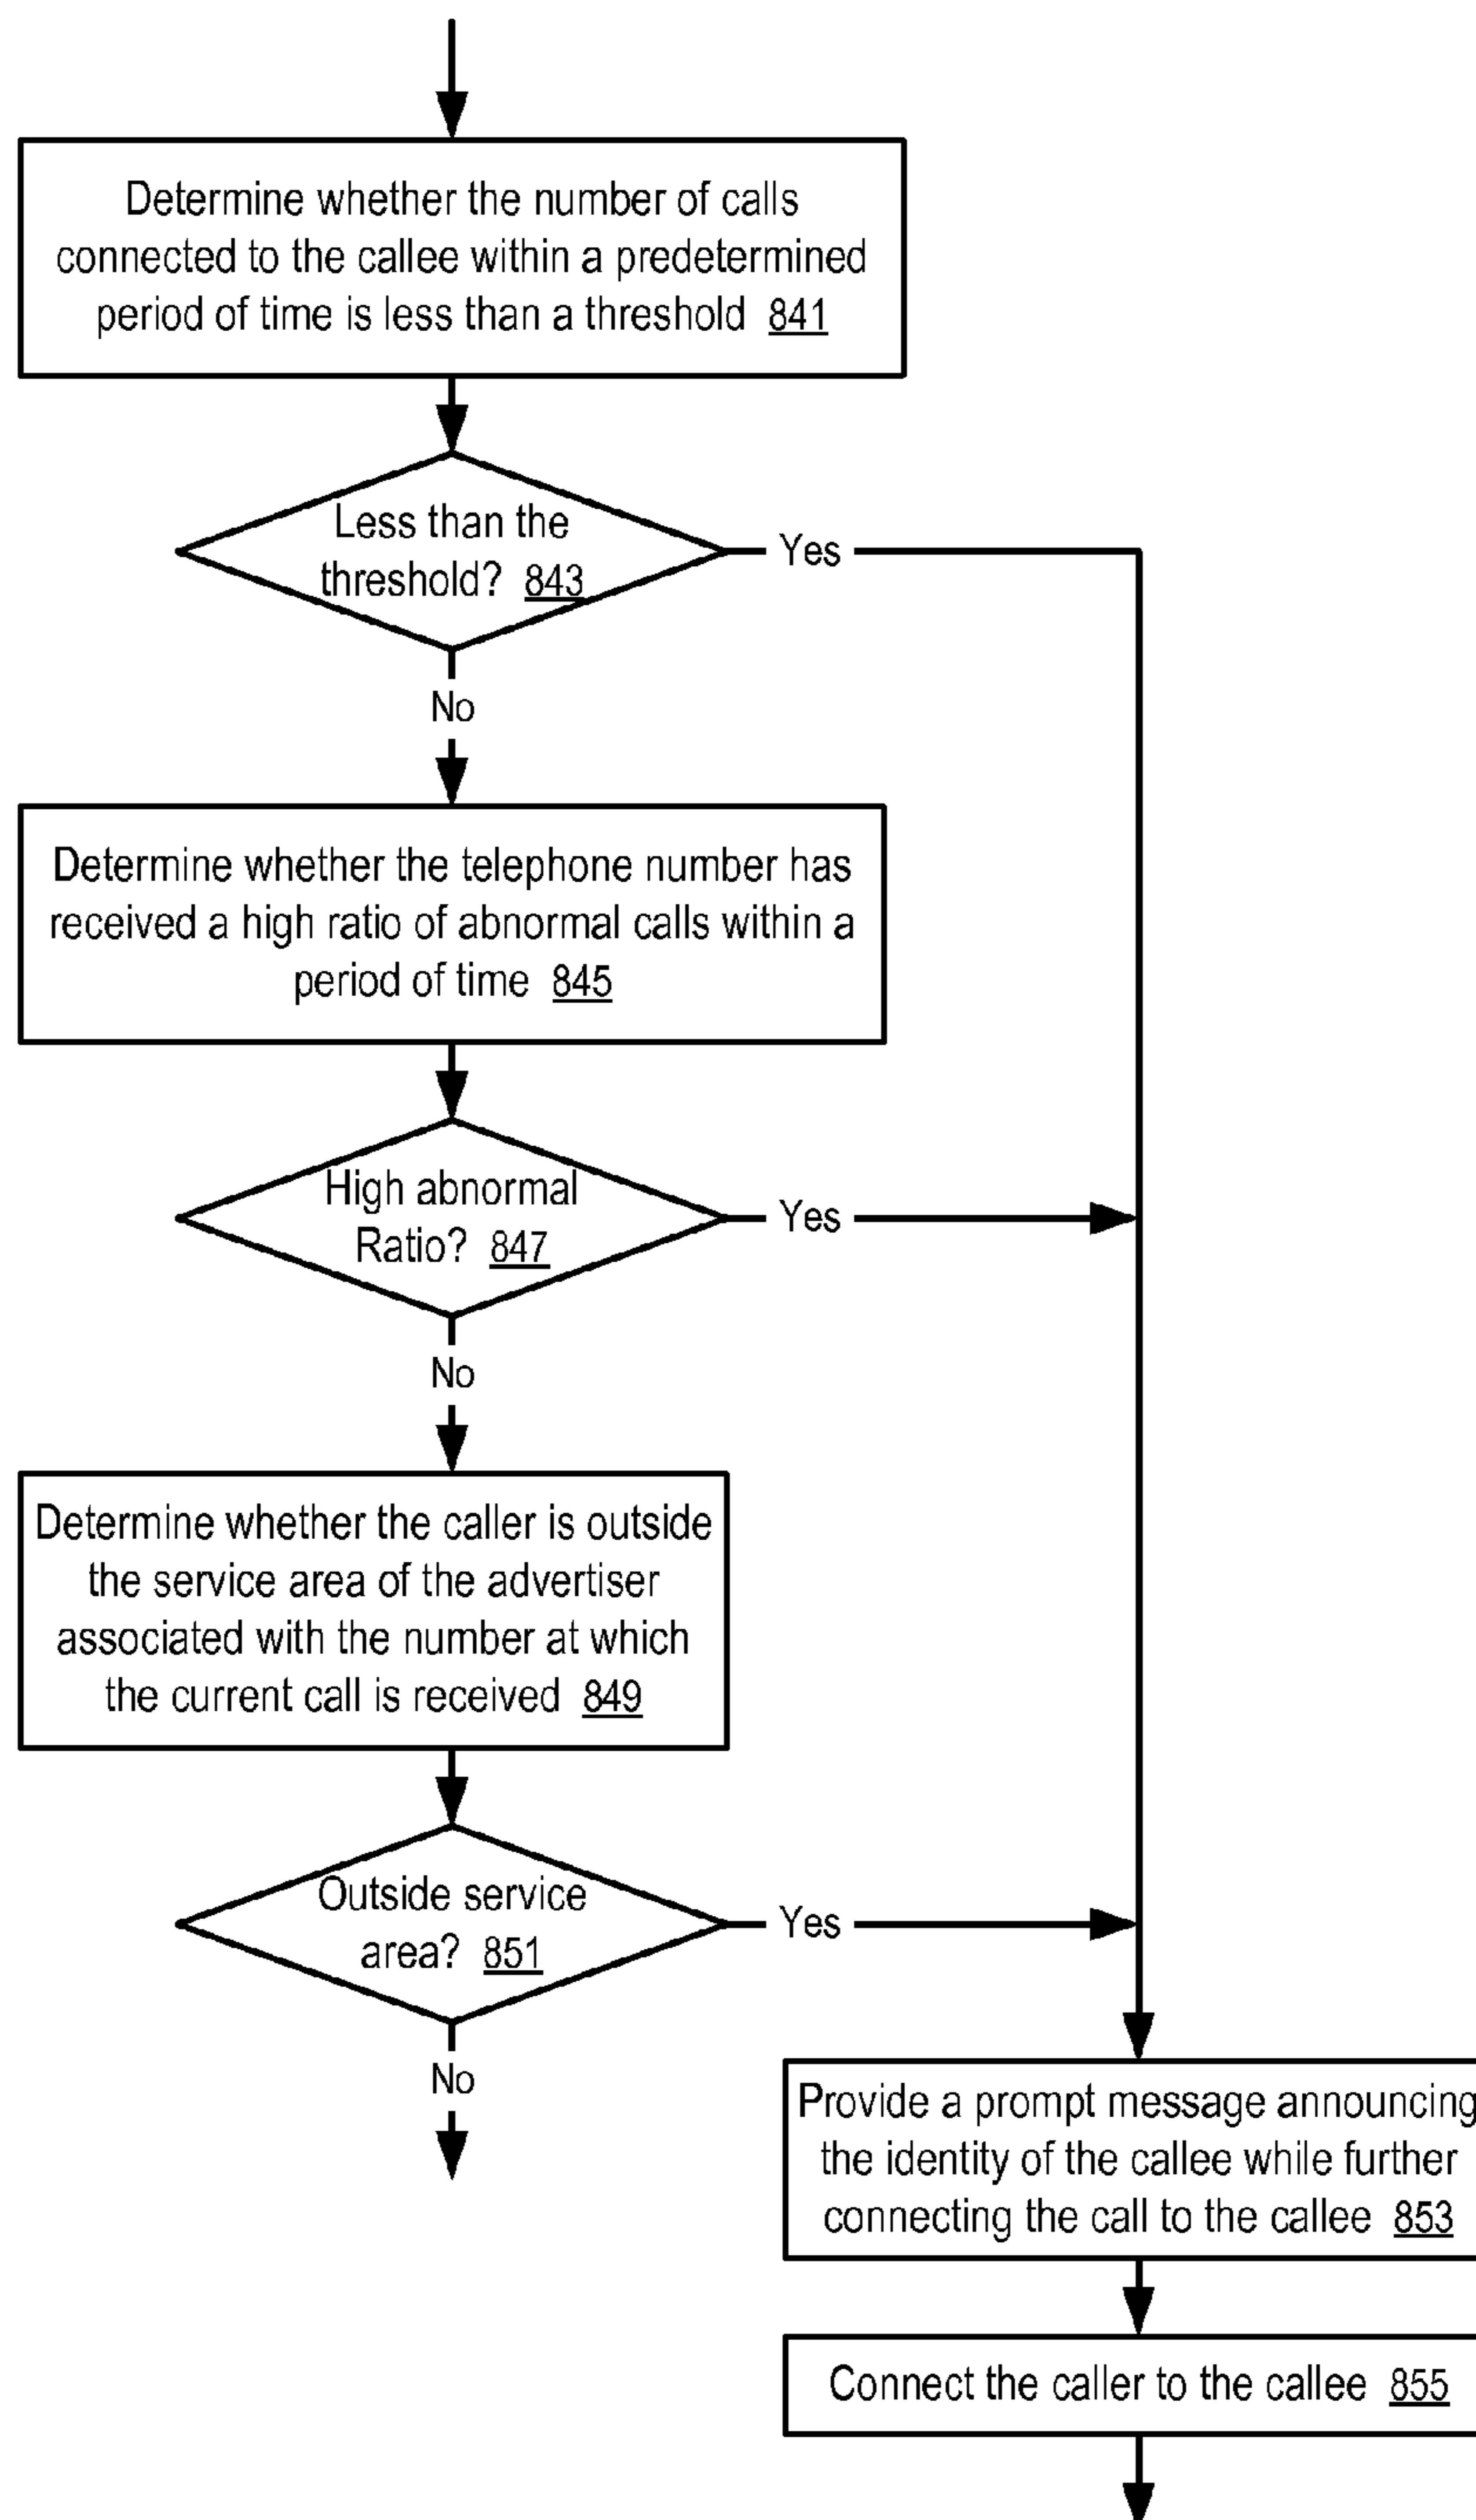 Determine whether the number of calls
connected to the callee within a predetermined
period of time is less than a threshold 841
Less than the
threshold? 843
Yes
No
Determine whether the telephone number has
received a high ratio of abnormal calls within a
period of time 845
High abnormal
Ratio? 847
Yes
No
Determine whether the caller is outside
the service area of the advertiser
associated with the number at which
the current call is received 849
Outside service
area? 851
Yes
No
Provide a prompt message announcing
the identity of the callee while further
connecting the call to the callee 853
Connect the caller to the callee 855